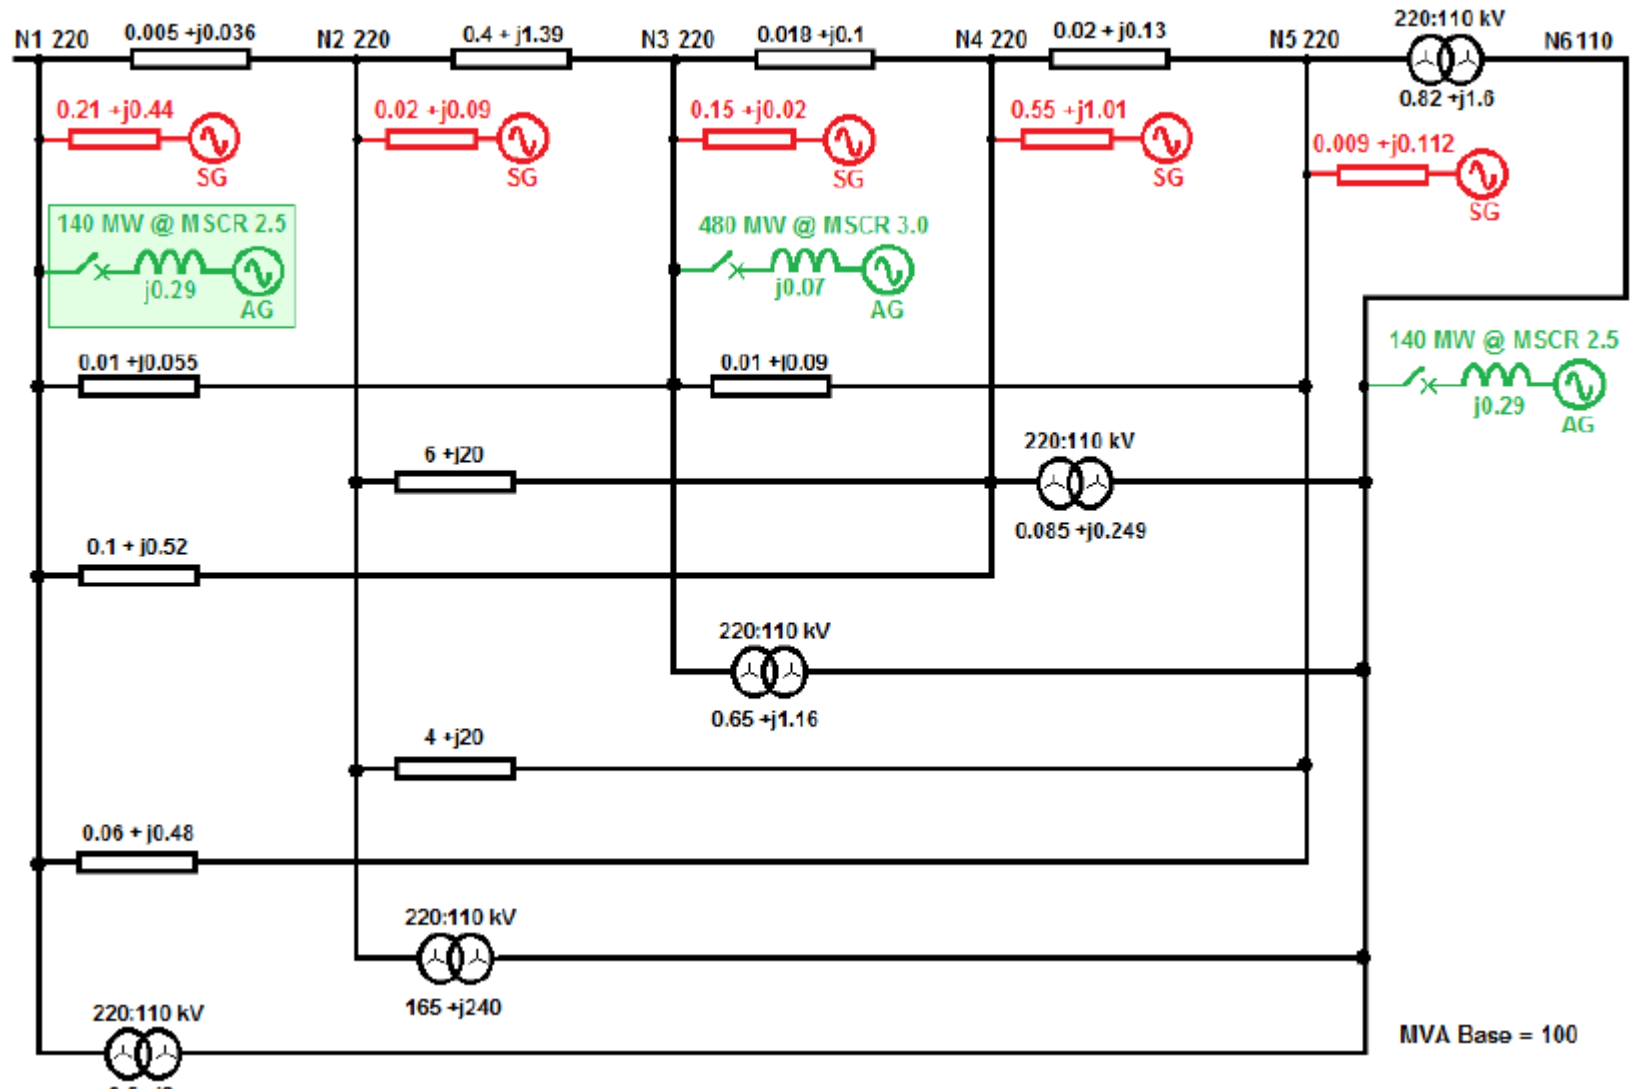 220:110 kV
N1 220
0.005 +j0.036
N2 220
0.4 + j1.39
N3 220
0.018 +j0.1
N4 220
0.02 + j0.13
N5 220
N6 110
0.82 +j1.6
0.21 +j0.44
0.02 +j0.09
0.15 +j0.02
0.55 +j1.01
0.009 +j0.112
SG
SG
SG
SG
SG
140 MW @ MSCR 2.5
480 MW @ MSCR 3.0
j0.29
j0.07
AG
AG
140 MW @ MSCR 2.5
j0.29
AG
0.01 +j0.055
0.01 +j0.09
6 +j20
220:110 kV
0.085 +j0.249
0.1 + j0.52
220:110 kV
0.65 +j1.16
4 +j20
0.06 + j0.48
220:110 kV
165 +j240
220:110 kV
MVA Base = 100